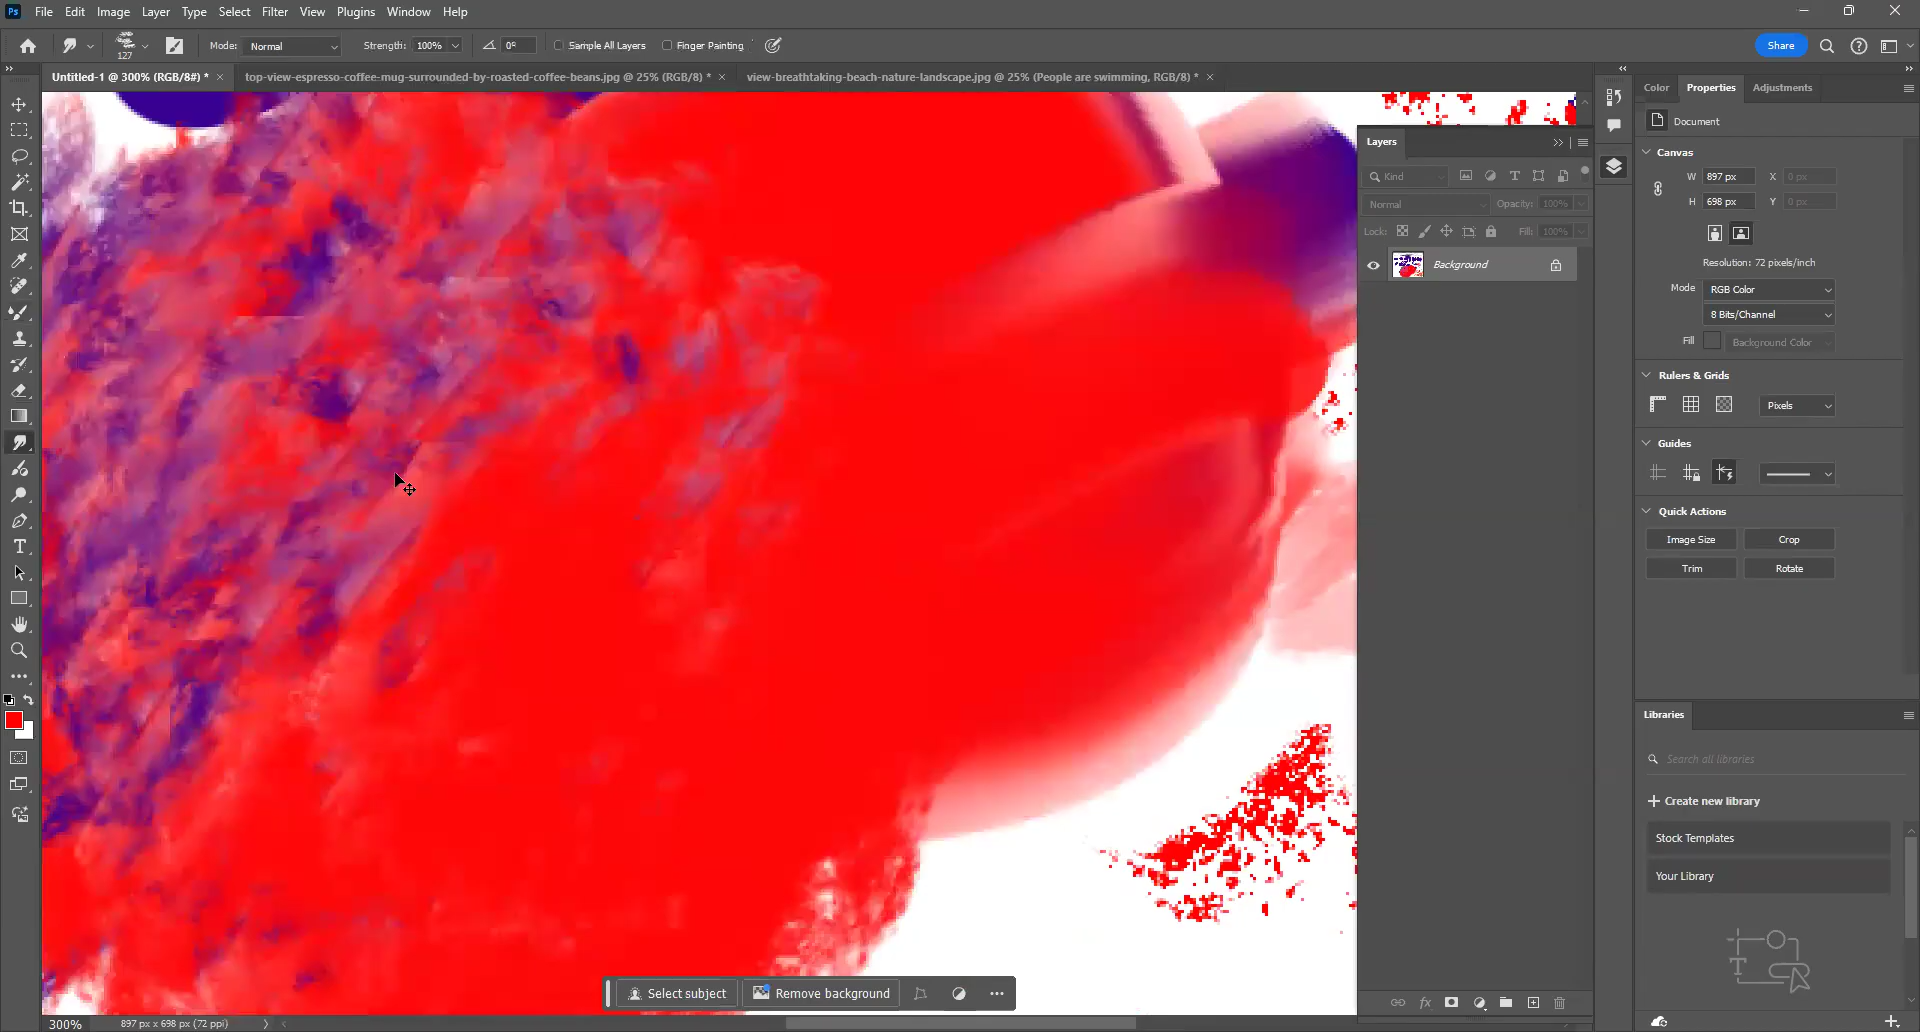 Ps File Edit Image Layer Type Select Filter View Plugins Window Help
127 Mode: Normal Strength: 100% 0° Sample All Layers Finger Painting Share
Untitled-1 @ 300% (RGB/8#) * × top-view-espresso-coffee-mug-surrounded-by-roasted-coffee-beans.jpg @ 25% (RGB/8) * × view-breathtaking-beach-nature-landscape.jpg @ 25% (People are swimming, RGB/8) * ×
Layers
Kind
Normal Opacity: 100%
Lock: Fill: 100%
Background
Color Properties Adjustments
Document
Canvas
W 897 px X 0 px
H 698 px Y 0 px
Resolution: 72 pixels/inch
Mode RGB Color
8 Bits/Channel
Fill Background Color
Rulers & Grids
Pixels
Guides
Quick Actions
Image Size Crop
Trim Rotate
Libraries
Search all libraries
+ Create new library
Stock Templates
Your Library
Select subject Remove background
300% 897 px x 698 px (72 ppi)